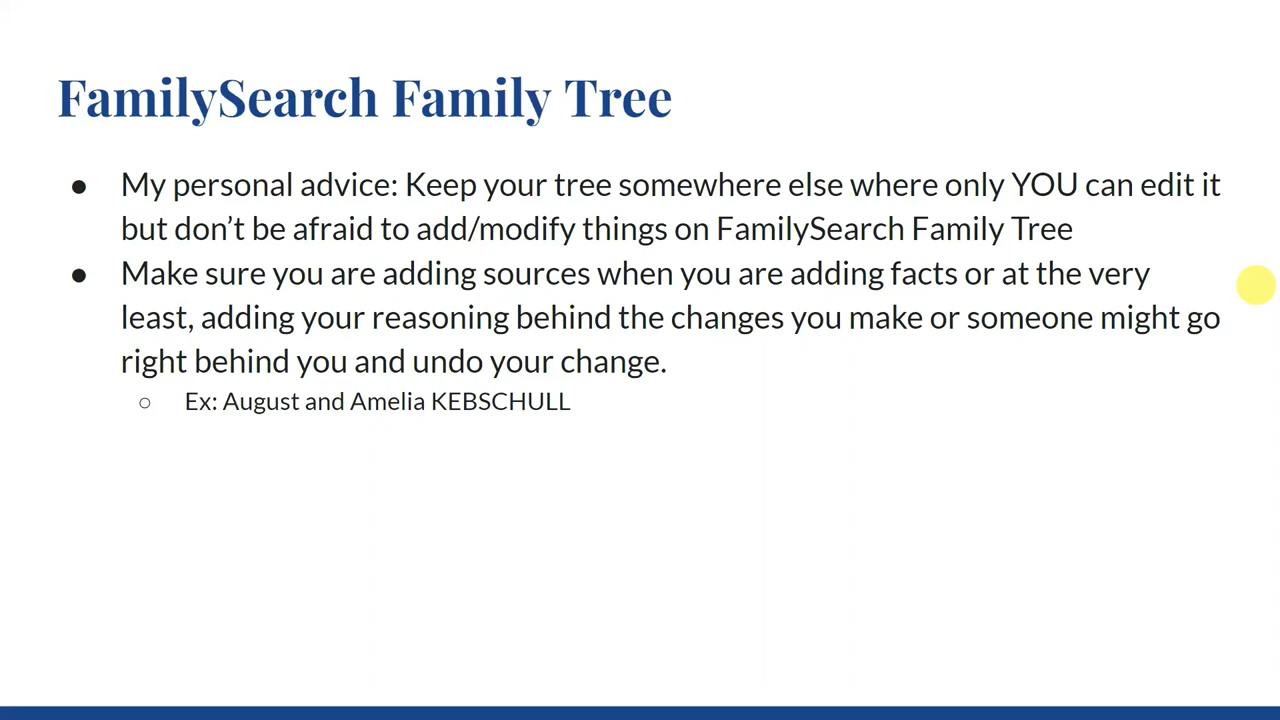 FamilySearch Family Tree
● My personal advice: Keep your tree somewhere else where only YOU can edit it
but don’t be afraid to add/modify things on FamilySearch Family Tree
● Make sure you are adding sources when you are adding facts or at the very
least, adding your reasoning behind the changes you make or someone might go
right behind you and undo your change.
○ Ex: August and Amelia KEBSCHULL